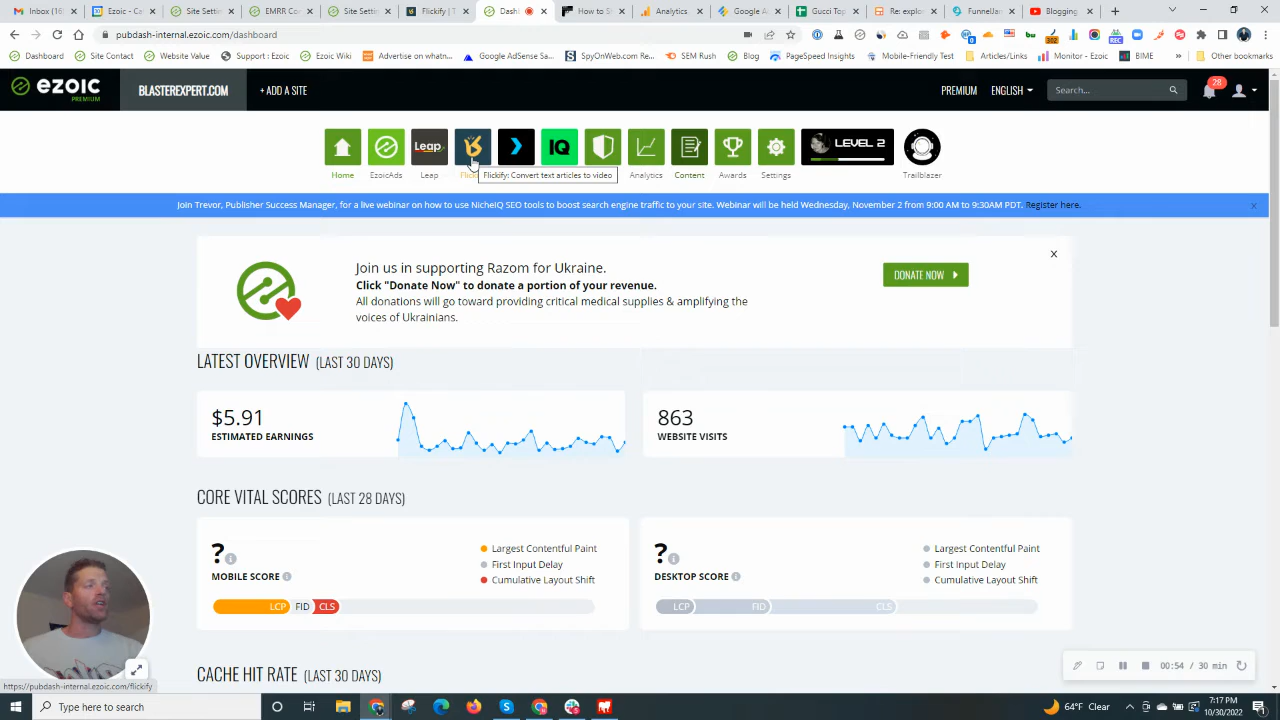 Inbox (16)
Ezoic - Ca
Site Setti
EMRR Co
Site Settin
Flickify | T
Dash
How to S
Analytics
Google A
Gucci Top
Re: explor
FunnelJan
Blogging
pubdash-internal.ezoic.com/dashboard
Dashboard
Site Contact
Website Value
Support : Ezoic
Ezoic Wiki
Advertise on whatn...
Google AdSense Sa...
SpyOnWeb.com Re...
SEM Rush
Blog
PageSpeed Insights
Mobile-Friendly Test
Articles/Links
Monitor - Ezoic
BIME
Other bookmarks
ezoic
PREMIUM
BLASTEREXPERT.COM
+ ADD A SITE
PREMIUM
ENGLISH
Search...
28
Leap
IQ
LEVEL 2
Home
EzoicAds
Leap
Flickify: Convert text articles to video
Analytics
Content
Awards
Settings
Trailblazer
Join Trevor, Publisher Success Manager, for a live webinar on how to use NicheIQ SEO tools to boost search engine traffic to your site. Webinar will be held Wednesday, November 2 from 9:00 AM to 9:30AM PDT. Register here.
x
Join us in supporting Razom for Ukraine.
X
Click "Donate Now" to donate a portion of your revenue.
DONATE NOW
All donations will go toward providing critical medical supplies & amplifying the
voices of Ukrainians.
LATEST OVERVIEW (LAST 30 DAYS)
$5.91
ESTIMATED EARNINGS
863
WEBSITE VISITS
CORE VITAL SCORES (LAST 28 DAYS)
?
MOBILE SCORE
Largest Contentful Paint
First Input Delay
Cumulative Layout Shift
LCP
FID
CLS
?
DESKTOP SCORE
Largest Contentful Paint
First Input Delay
Cumulative Layout Shift
LCP
FID
CLS
CACHE HIT RATE (LAST 30 DAYS)
00:54 / 30 min
https://pubdash-internal.ezoic.com/flickify
Type here to search
64°F Clear
7:17 PM
10/30/2022